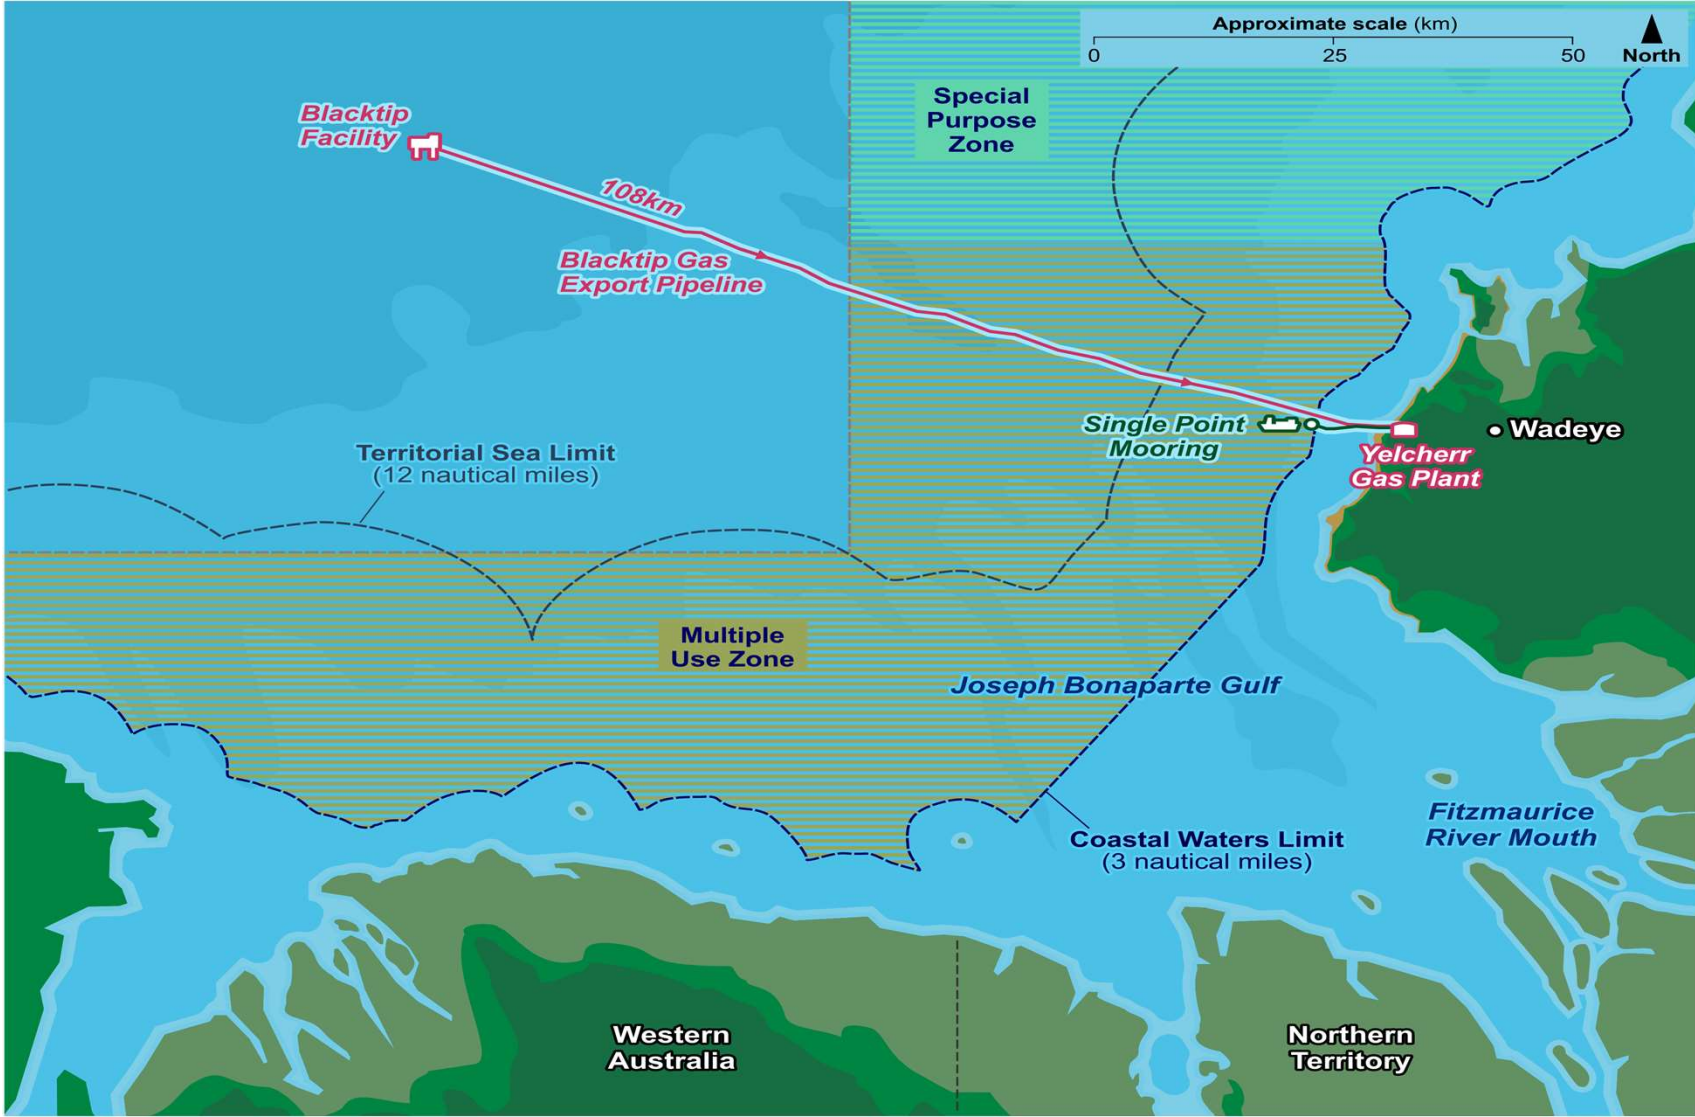 Approximate scale (km)
0 25 50
North
Blacktip
Facility
Special
Purpose
Zone
108km
Blacktip Gas
Export Pipeline
Single Point
Mooring
Wadeye
Yelcherr
Gas Plant
Territorial Sea Limit
(12 nautical miles)
Multiple
Use Zone
Joseph Bonaparte Gulf
Coastal Waters Limit
(3 nautical miles)
Fitzmaurice
River Mouth
Western
Australia
Northern
Territory